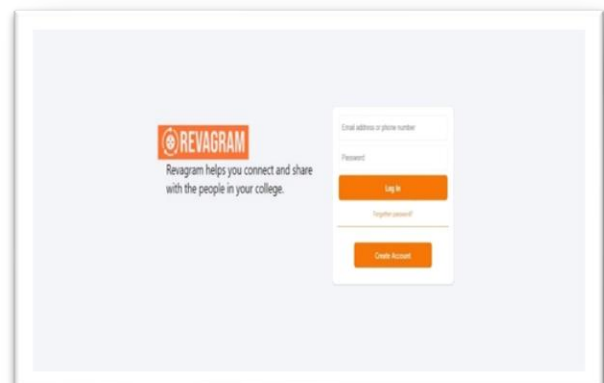 REVAGRAM
Revagram helps you connect and share
with the people in your college.
Email address or phone number
Password
Log In
Forgotten password?
Create Account